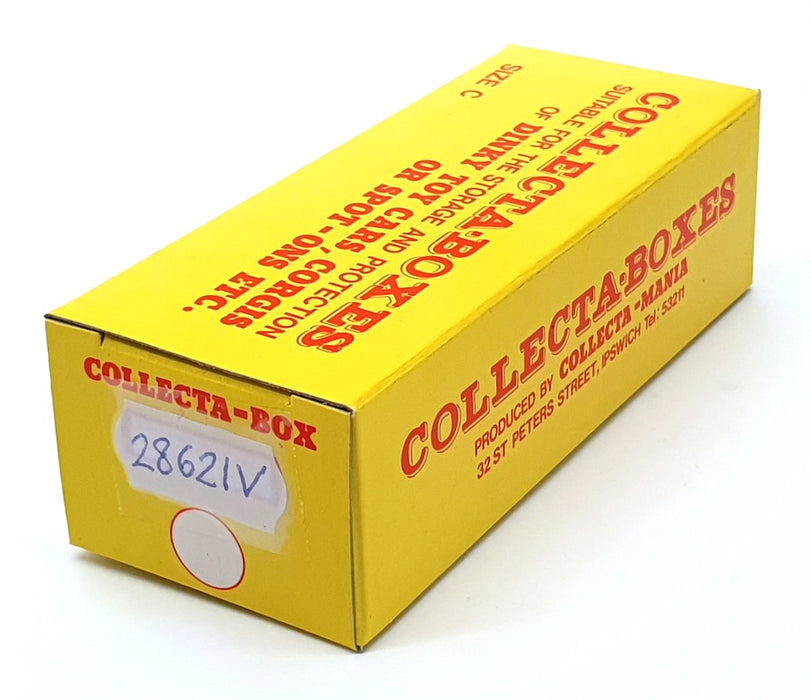 SIZE C
COLLECTA·BOXES
SUITABLE FOR THE STORAGE AND PROTECTION
OF DINKY TOY CARS, CORGIS
OR SPOT-ONS ETC.
COLLECTA·BOXES
PRODUCED BY COLLECTA-MANIA
32 ST PETERS STREET, IPSWICH Tel: 53211
COLLECTA-BOX
28621V